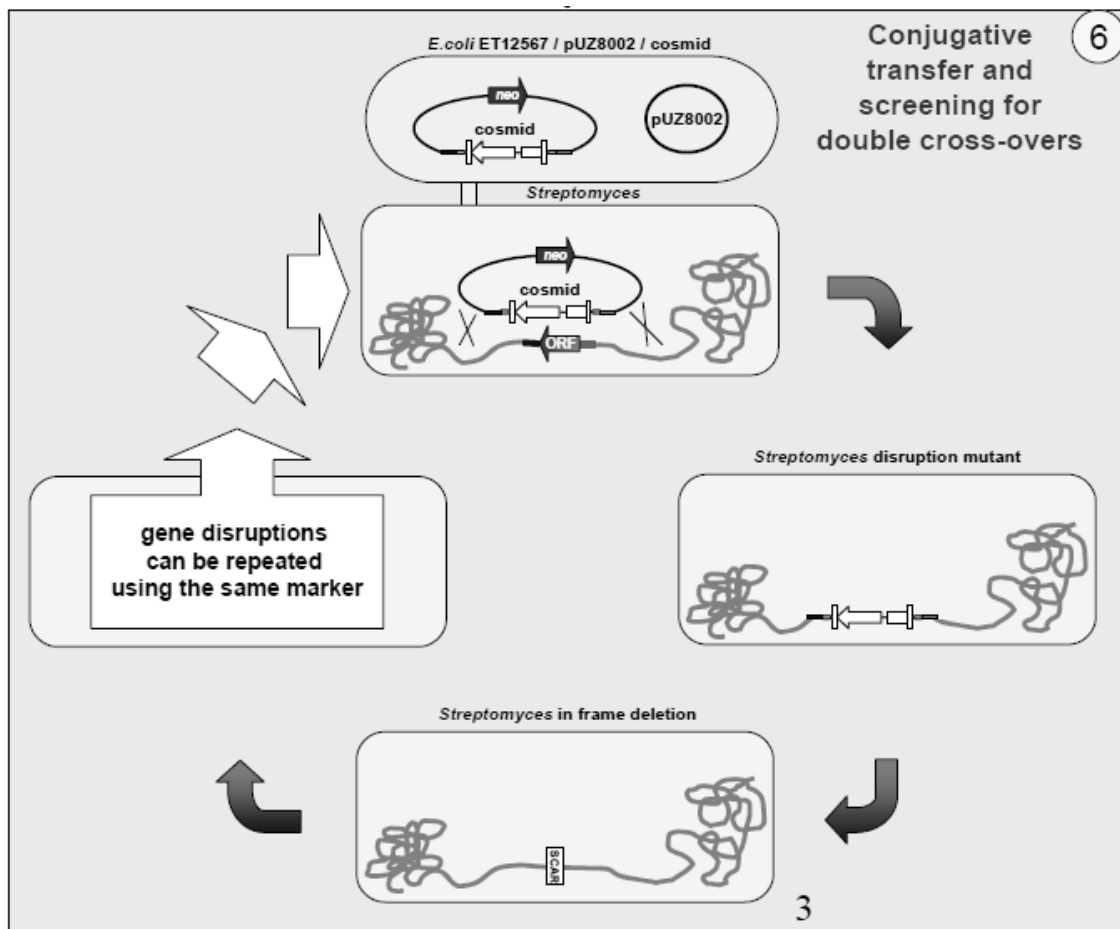 E.coli ET12567 / pUZ8002 / cosmid
Conjugative
transfer and
screening for
double cross-overs
6
neo
cosmid
pUZ8002
Streptomyces
neo
cosmid
ORF
Streptomyces disruption mutant
gene disruptions
can be repeated
using the same marker
Streptomyces in frame deletion
SCAR
3